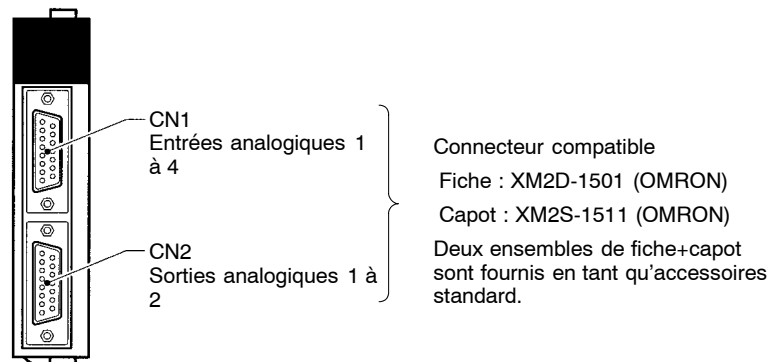 CN1
Entrées analogiques 1
à 4
CN2
Sorties analogiques 1 à
2
Connecteur compatible
Fiche : XM2D-1501 (OMRON)
Capot : XM2S-1511 (OMRON)
Deux ensembles de fiche+capot
sont fournis en tant qu'accessoires
standard.